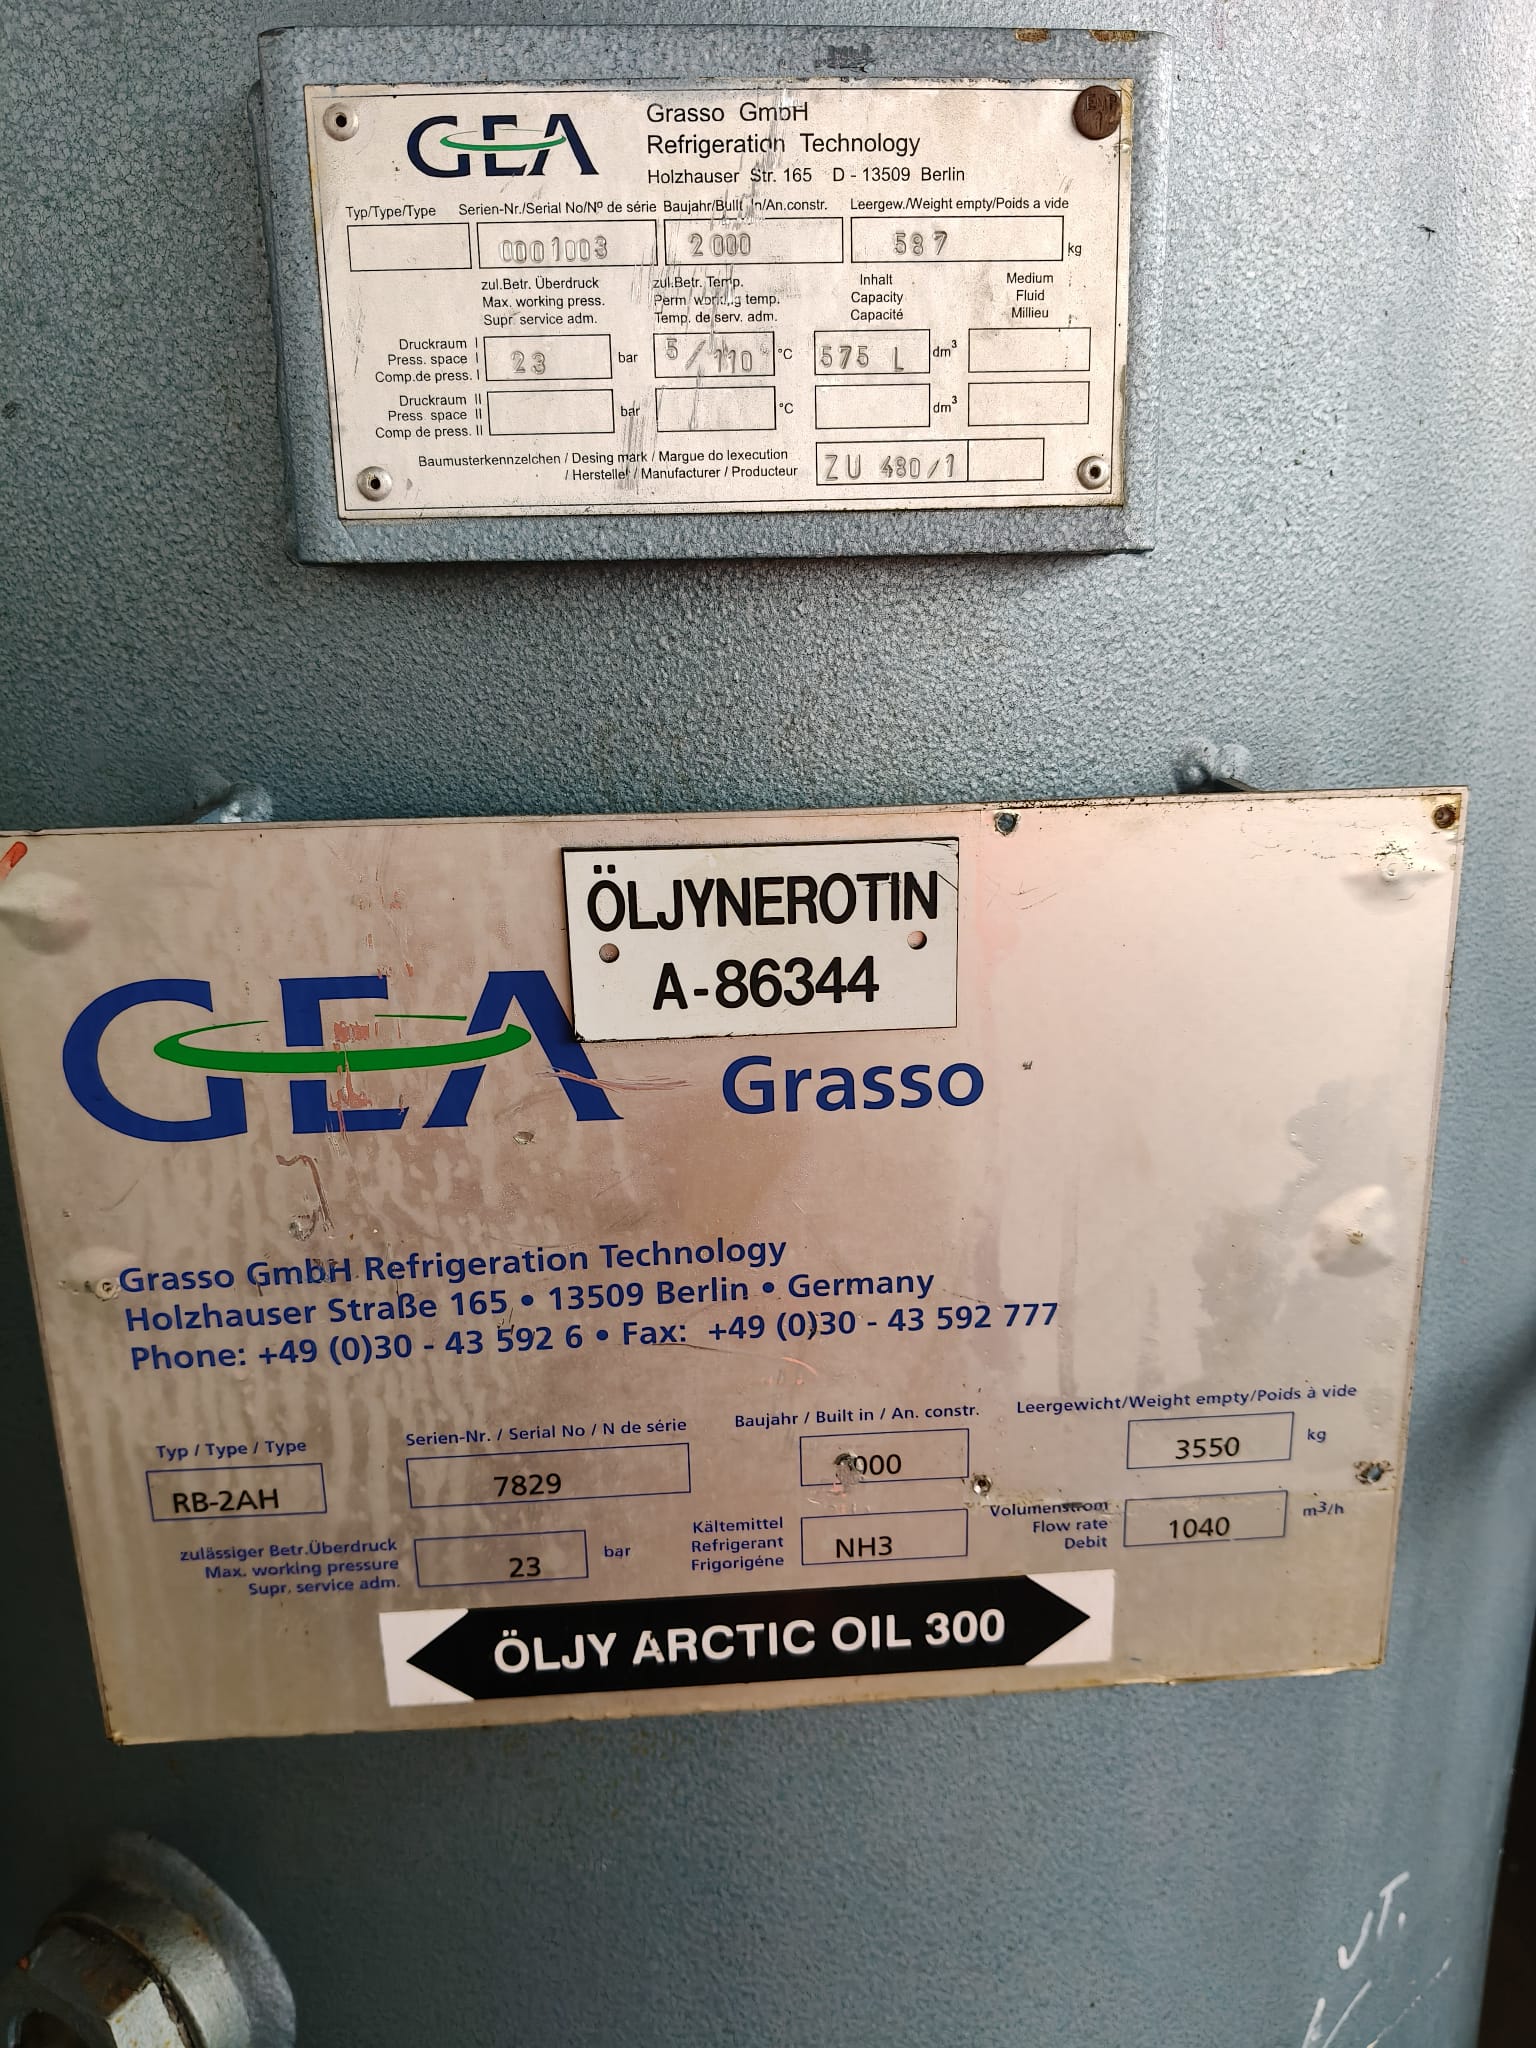 GEA
Grasso GmbH
Refrigeration Technology
Holzhauser Str. 165 D - 13509 Berlin
Typ/Type/Type Serien-Nr./Serial No/Nº de série Baujahr/Built in/An.constr. Leergew./Weight empty/Poids a vide
0001003 2000 587 kg
zul.Betr. Überdruck
Max. working press.
Supr. service adm.
zul.Betr. Temp.
Perm working temp.
Temp. de serv. adm.
Inhalt
Capacity
Capacité
Medium
Fluid
Millieu
Druckraum I
Press. space I
Comp.de press. I
23 bar 5/110 °C 575 L dm³
Druckraum II
Press space II
Comp de press. II
bar °C dm³
Baumusterkennzelchen / Desing mark / Margue do lexecution
/ Hersteller / Manufacturer / Producteur
ZU 480/1
ÖLJYNEROTIN
A-86344
GEA Grasso
Grasso GmbH Refrigeration Technology
Holzhauser Straße 165 • 13509 Berlin • Germany
Phone: +49 (0)30 - 43 592 6 • Fax: +49 (0)30 - 43 592 777
Typ / Type / Type Serien-Nr. / Serial No / N de série Baujahr / Built in / An. constr. Leergewicht/Weight empty/Poids à vide
RB-2AH 7829 000 3550 kg
zulässiger Betr.Überdruck
Max. working pressure
Supr. service adm.
23 bar
Kältemittel
Refrigerant
Frigorigéne
NH3
Volumenstrom
Flow rate
Debit
1040 m³/h
ÖLJY ARCTIC OIL 300
JT.